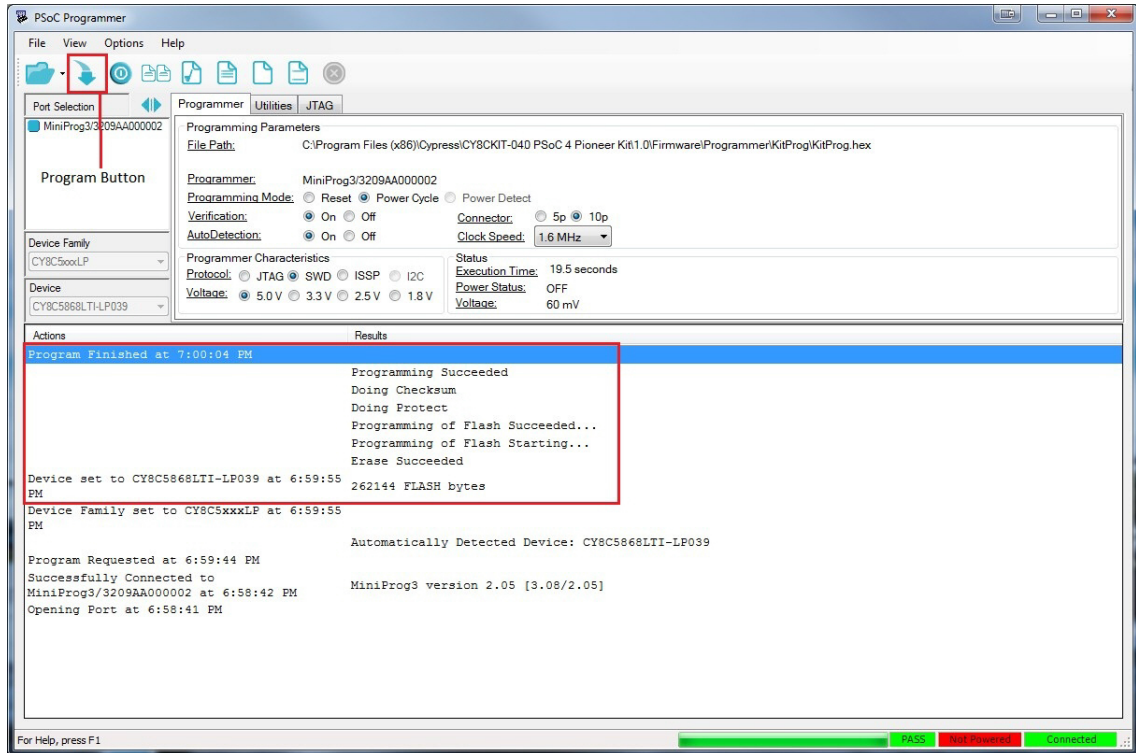 PSoC Programmer
File View Options Help
Port Selection
Programmer Utilities JTAG
MiniProg3/3209AA000002
Program Button
Programming Parameters
File Path: C:\Program Files (x86)\Cypress\CY8CKIT-040 PSoC 4 Pioneer Kit\1.0\Firmware\Programmer\KitProg\KitProg.hex
Programmer: MiniProg3/3209AA000002
Programming Mode: Reset Power Cycle Power Detect
Verification: On Off Connector: 5p 10p
AutoDetection: On Off Clock Speed: 1.6 MHz
Device Family
CY8C5xxxLP
Device
CY8C5868LTI-LP039
Programmer Characteristics
Protocol: JTAG SWD ISSP I2C
Voltage: 5.0 V 3.3 V 2.5 V 1.8 V
Status
Execution Time: 19.5 seconds
Power Status: OFF
Voltage: 60 mV
Actions Results
Program Finished at 7:00:04 PM
Programming Succeeded
Doing Checksum
Doing Protect
Programming of Flash Succeeded...
Programming of Flash Starting...
Erase Succeeded
Device set to CY8C5868LTI-LP039 at 6:59:55
PM
262144 FLASH bytes
Device Family set to CY8C5xxxLP at 6:59:55
PM
Automatically Detected Device: CY8C5868LTI-LP039
Program Requested at 6:59:44 PM
Successfully Connected to
MiniProg3/3209AA000002 at 6:58:42 PM
MiniProg3 version 2.05 [3.08/2.05]
Opening Port at 6:58:41 PM
For Help, press F1
PASS Not Powered Connected